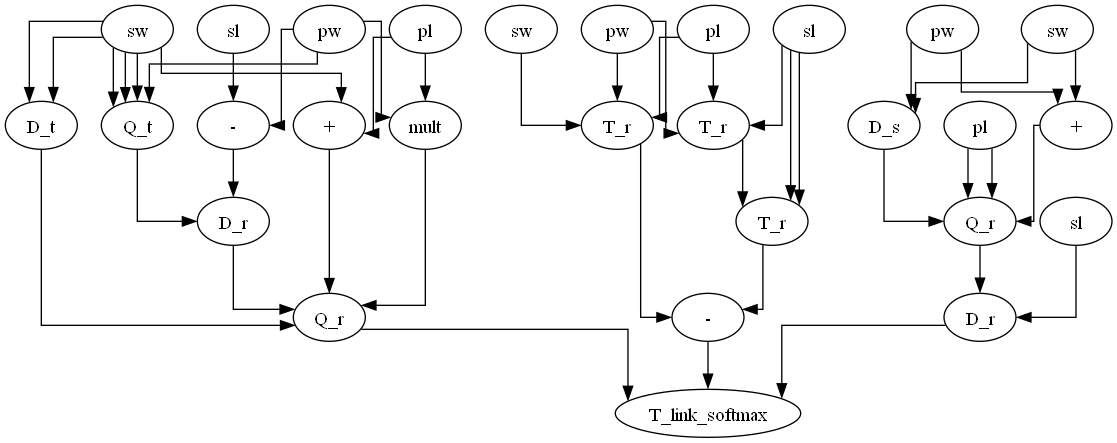 sw sl pw pl sw pw pl sl pw sw
D_t Q_t - + mult T_r T_r D_s pl +
D_r T_r Q_r sl
Q_r - D_r
T_link_softmax